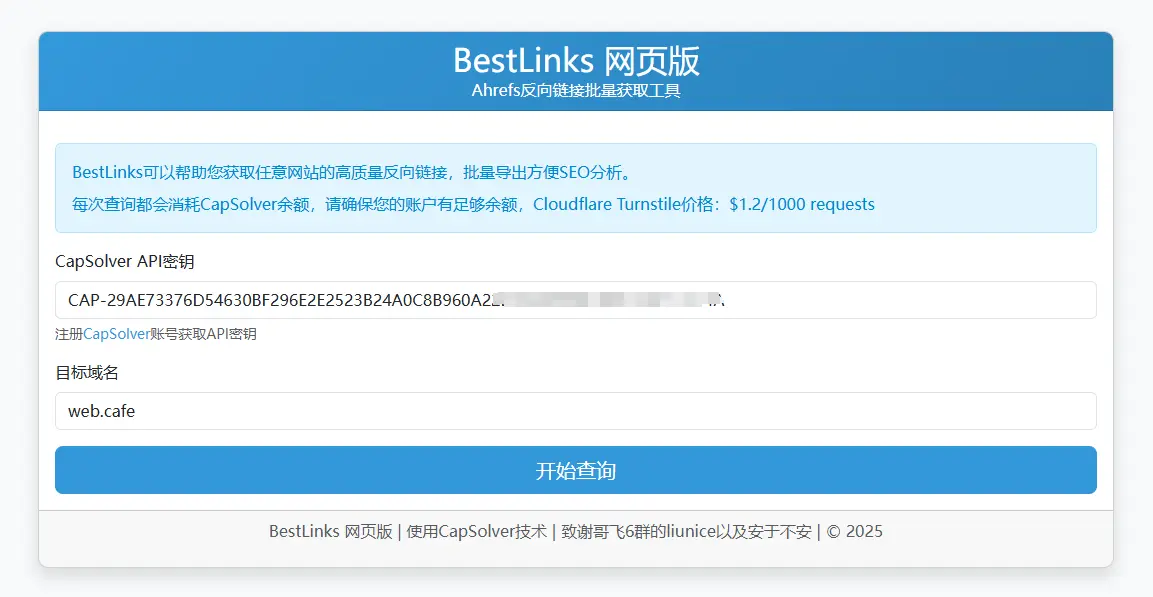 BestLinks 网页版
Ahrefs反向链接批量获取工具
BestLinks可以帮助您获取任意网站的高质量反向链接，批量导出方便SEO分析。
每次查询都会消耗CapSolver余额，请确保您的账户有足够余额，Cloudflare Turnstile价格：$1.2/1000 requests
CapSolver API密钥
CAP-29AE73376D54630BF296E2E2523B24A0C8B960A2
注册CapSolver账号获取API密钥
目标域名
web.cafe
开始查询
BestLinks 网页版 | 使用CapSolver技术 | 致谢哥飞6群的liunice以及安于不安 | © 2025